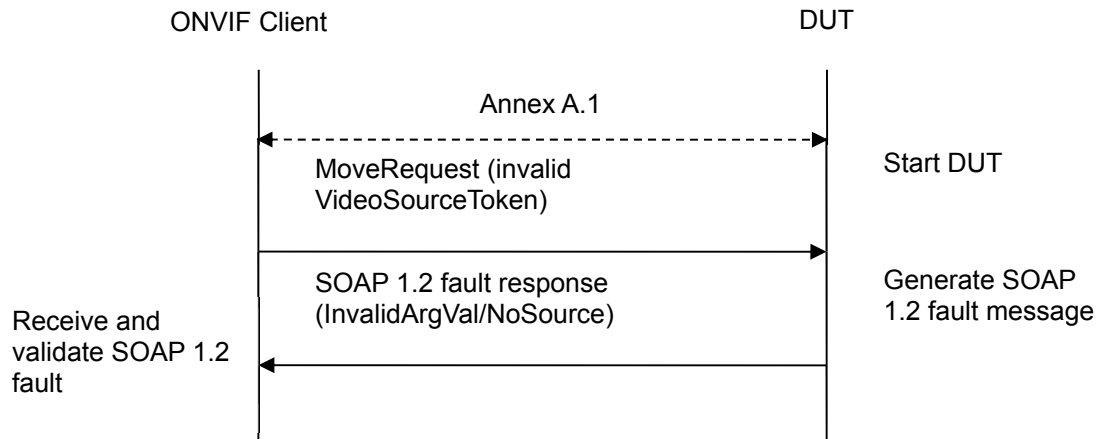 ONVIF Client
DUT
Annex A.1
MoveRequest (invalid
VideoSourceToken)
Start DUT
SOAP 1.2 fault response
(InvalidArgVal/NoSource)
Generate SOAP
1.2 fault message
Receive and
validate SOAP 1.2
fault